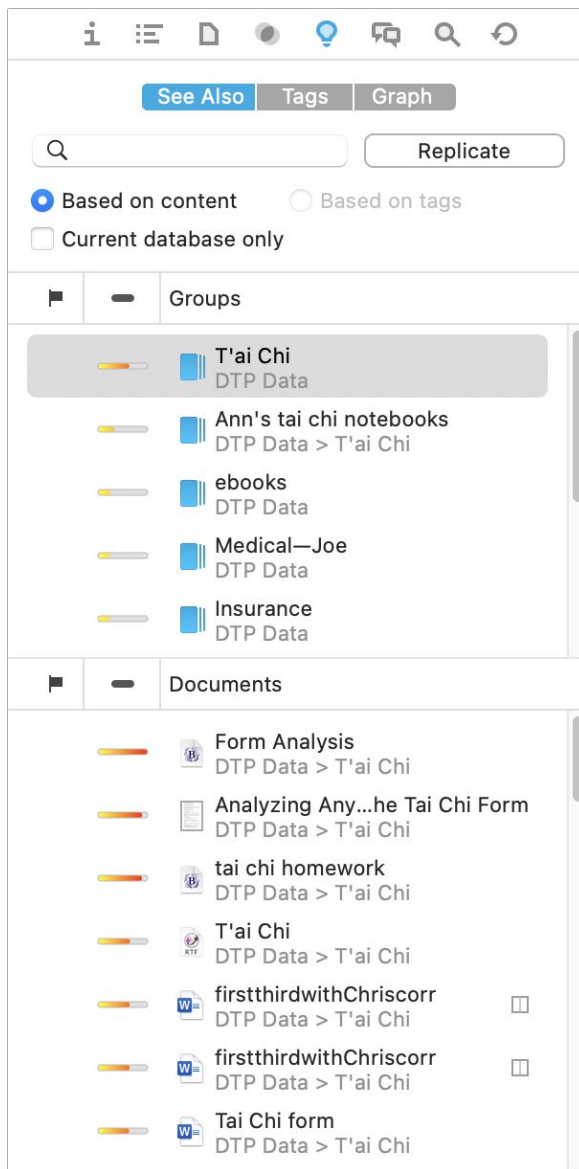 See Also
Tags
Graph
Replicate
Based on content
Based on tags
Current database only
Groups
T'ai Chi
DTP Data
Ann's tai chi notebooks
DTP Data > T'ai Chi
ebooks
DTP Data
Medical—Joe
DTP Data
Insurance
DTP Data
Documents
Form Analysis
DTP Data > T'ai Chi
Analyzing Any...he Tai Chi Form
DTP Data > T'ai Chi
tai chi homework
DTP Data > T'ai Chi
T'ai Chi
DTP Data > T'ai Chi
RTF
firstthirdwithChriscorr
DTP Data > T'ai Chi
firstthirdwithChriscorr
DTP Data > T'ai Chi
Tai Chi form
DTP Data > T'ai Chi